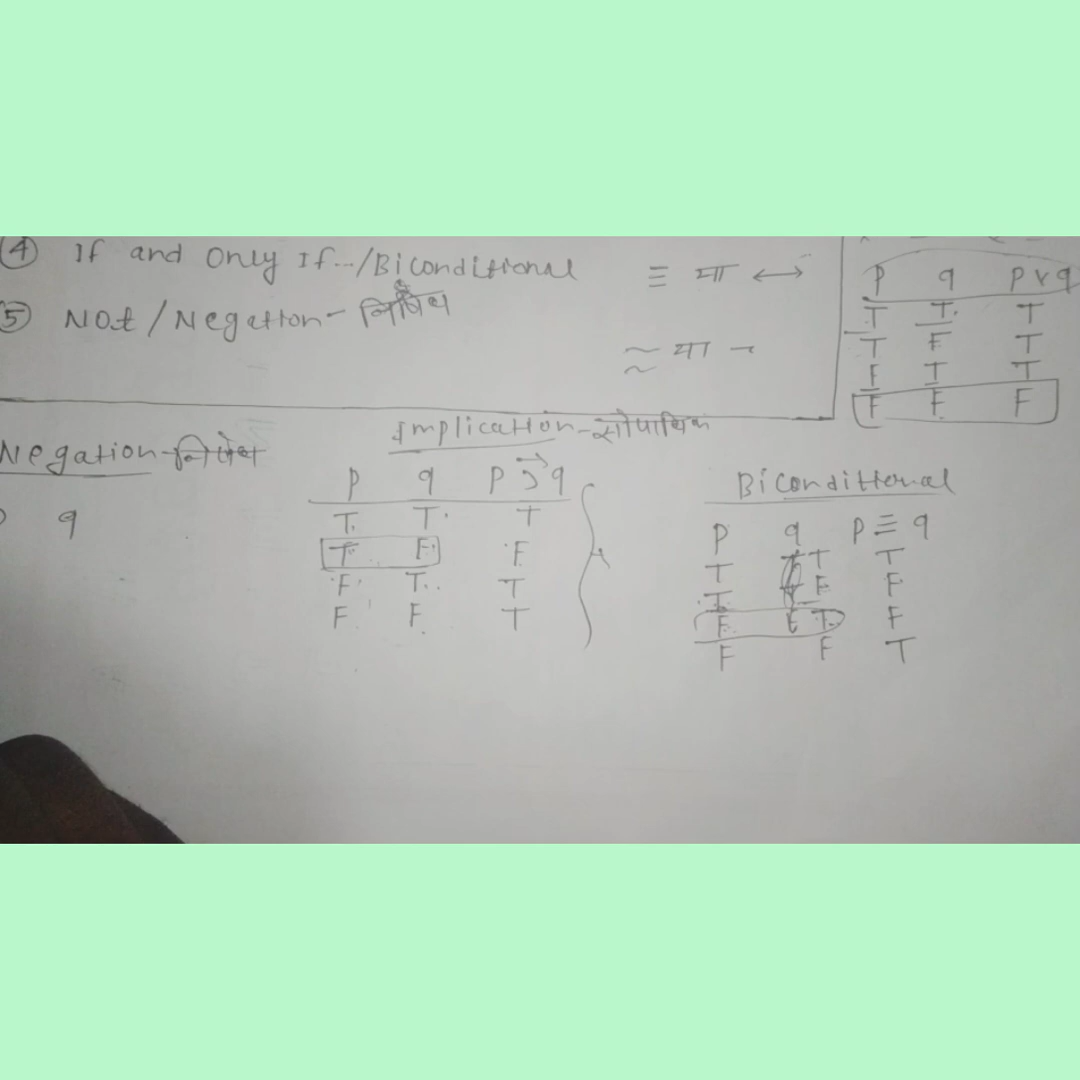 ④ If and Only If.../Biconditional ≡ या ↔
⑤ Not/Negation- निषेध
≈ या ¬
p q p v q
T T T
T F T
F T T
F F F
Negation-निषेध
q
Implication-सोपाधिक
p q p ⊃ q
T T T
T F F
F T T
F F T
Biconditional
p q p ≡ q
T T T
T F F
F T F
F F T